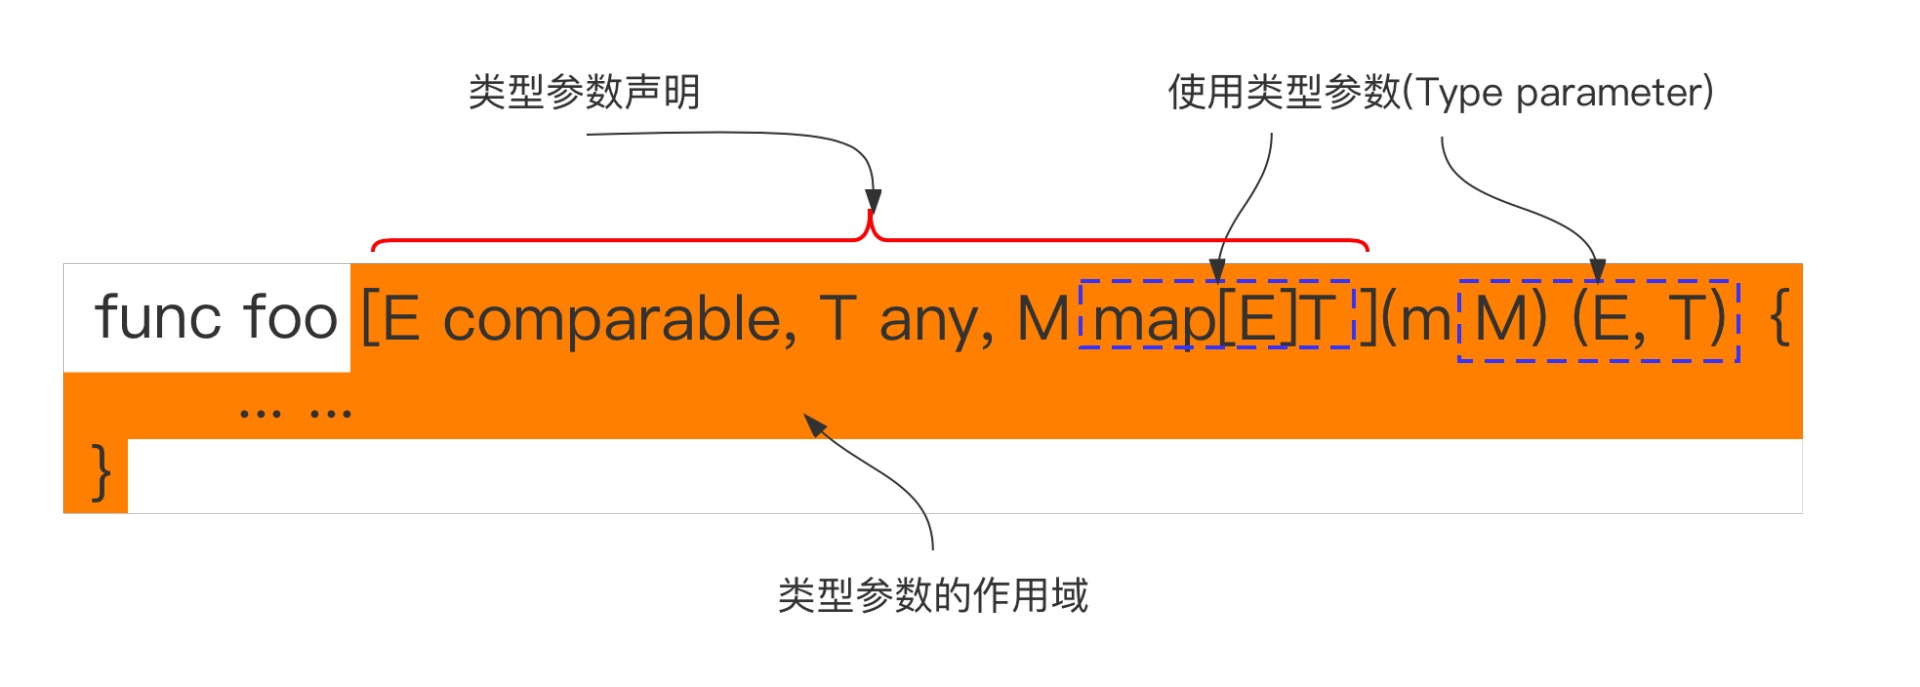 类型参数声明
使用类型参数(Type parameter)
func foo [E comparable, T any, M map[E]T ](m M) (E, T) {
... ...
}
类型参数的作用域